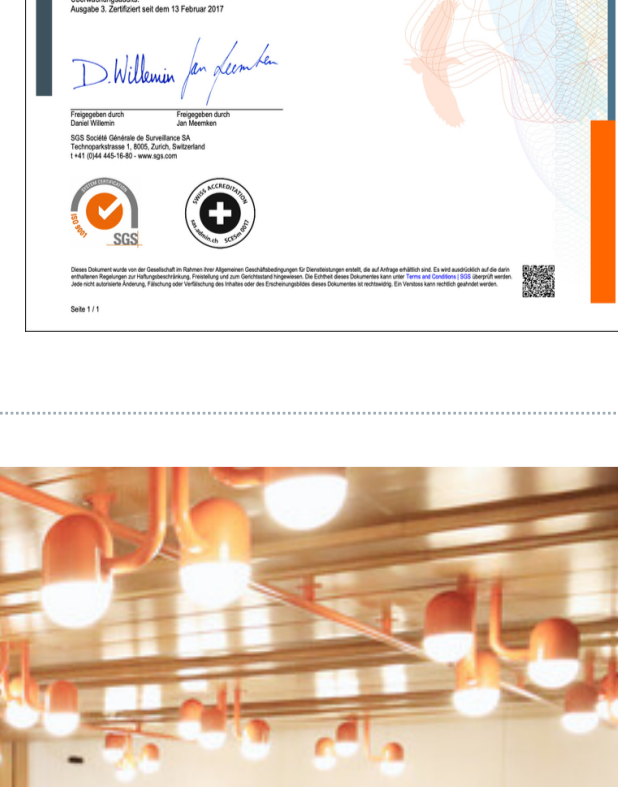 Ausgabe 3. Zertifiziert seit dem 13 Februar 2017
D. Willemin Jan Meemken
Freigegeben durch Freigegeben durch
Daniel Willemin Jan Meemken
SGS Société Générale de Surveillance SA
Technoparkstrasse 1, 8005, Zurich, Switzerland
t +41 (0)44 445-16-80 - www.sgs.com
SYSTEM CERTIFICATION
ISO 9001
SGS
SWISS ACCREDITATION
sas.admin.ch SCESm 0017
Dieses Dokument wurde von der Gesellschaft im Rahmen ihrer Allgemeinen Geschäftsbedingungen für Dienstleistungen erstellt, die auf Anfrage erhältlich sind. Es wird ausdrücklich auf die darin
enthaltenen Regelungen zur Haftungsbeschränkung, Freistellung und zum Gerichtsstand hingewiesen. Die Echtheit dieses Dokumentes kann unter Terms and Conditions | SGS überprüft werden.
Jede nicht autorisierte Änderung, Fälschung oder Verfälschung des Inhaltes oder des Erscheinungsbildes dieses Dokumentes ist rechtswidrig. Ein Verstoss kann rechtlich geahndet werden.
Seite 1 / 1